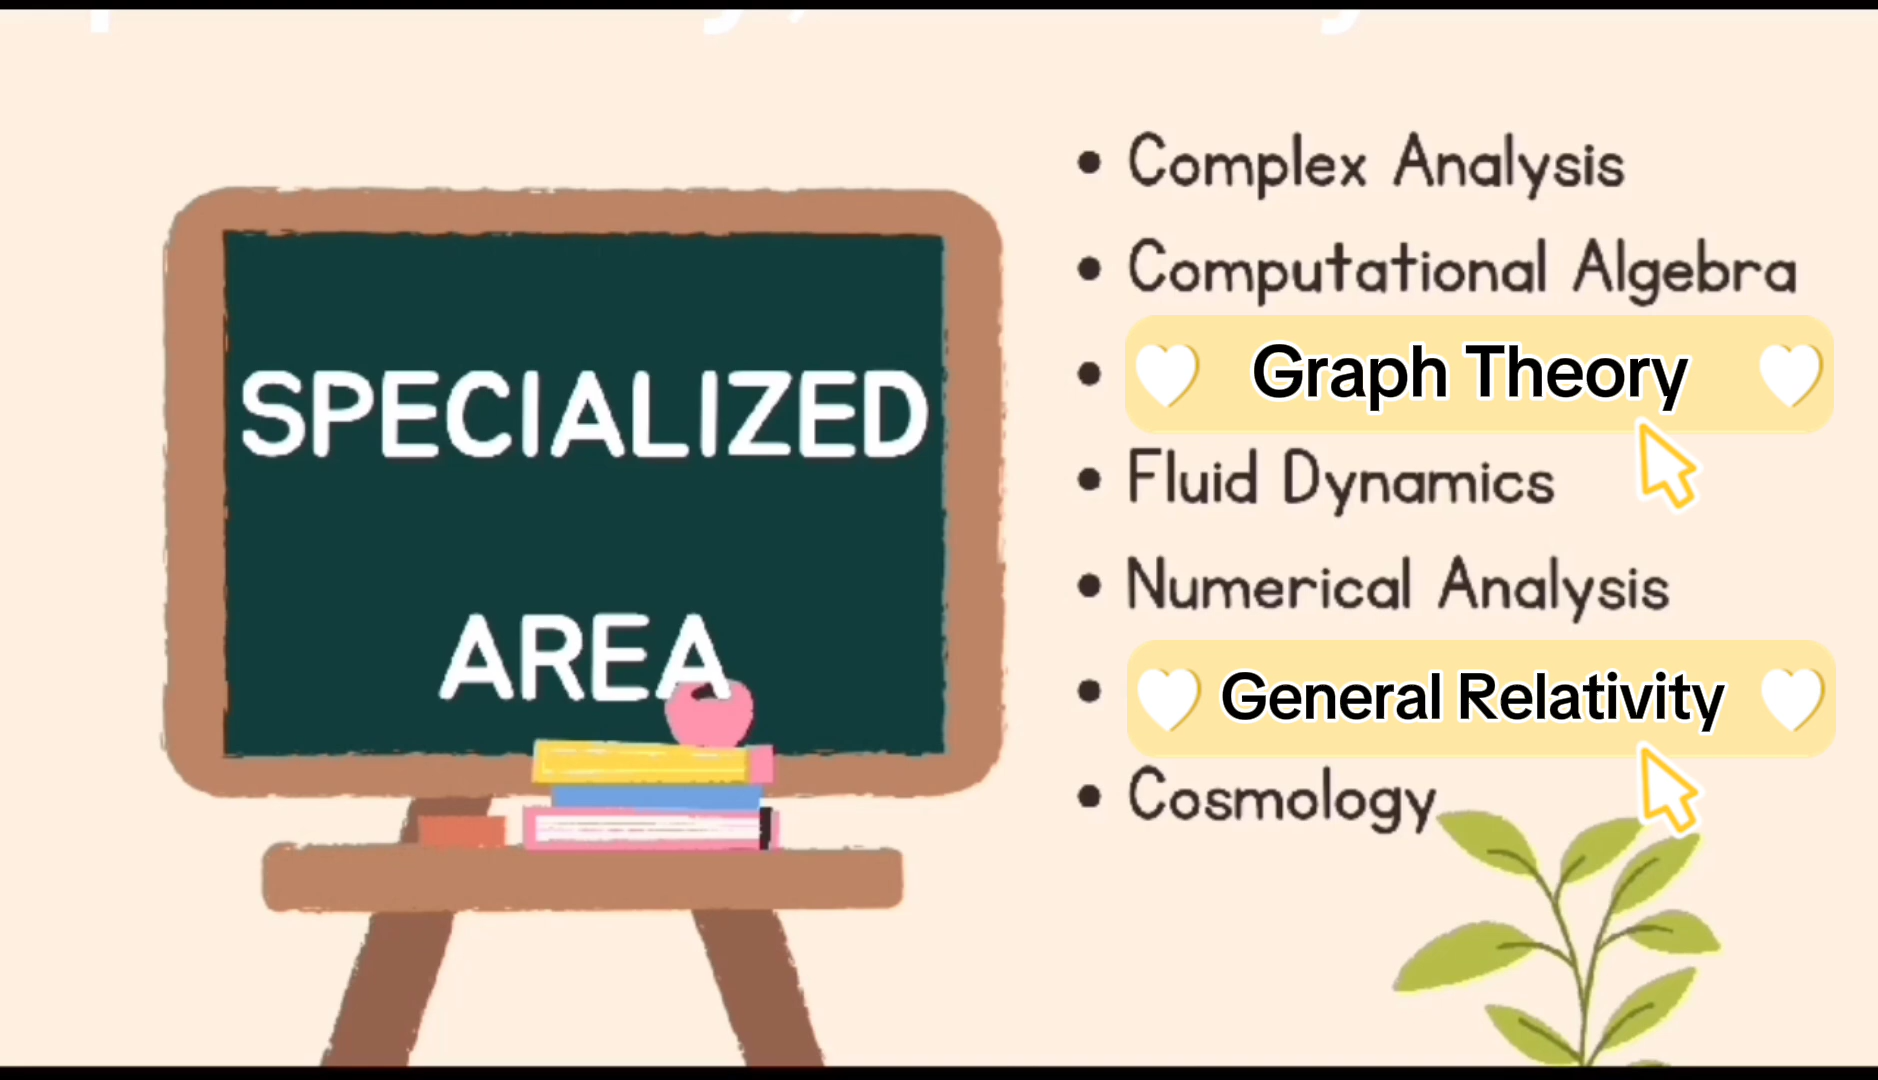 SPECIALIZED
AREA
• Complex Analysis
• Computational Algebra
• Graph Theory
• Fluid Dynamics
• Numerical Analysis
• General Relativity
• Cosmology